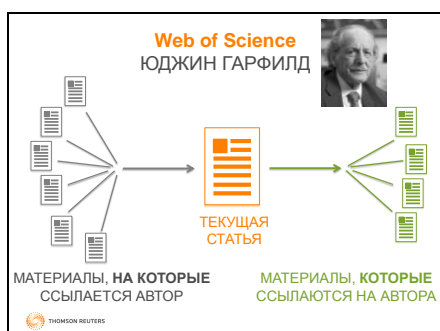 Web of Science
ЮДЖИН ГАРФИЛД
ТЕКУЩАЯ
СТАТЬЯ
МАТЕРИАЛЫ, НА КОТОРЫЕ
ССЫЛАЕТСЯ АВТОР
МАТЕРИАЛЫ, КОТОРЫЕ
ССЫЛАЮТСЯ НА АВТОРА
THOMSON REUTERS